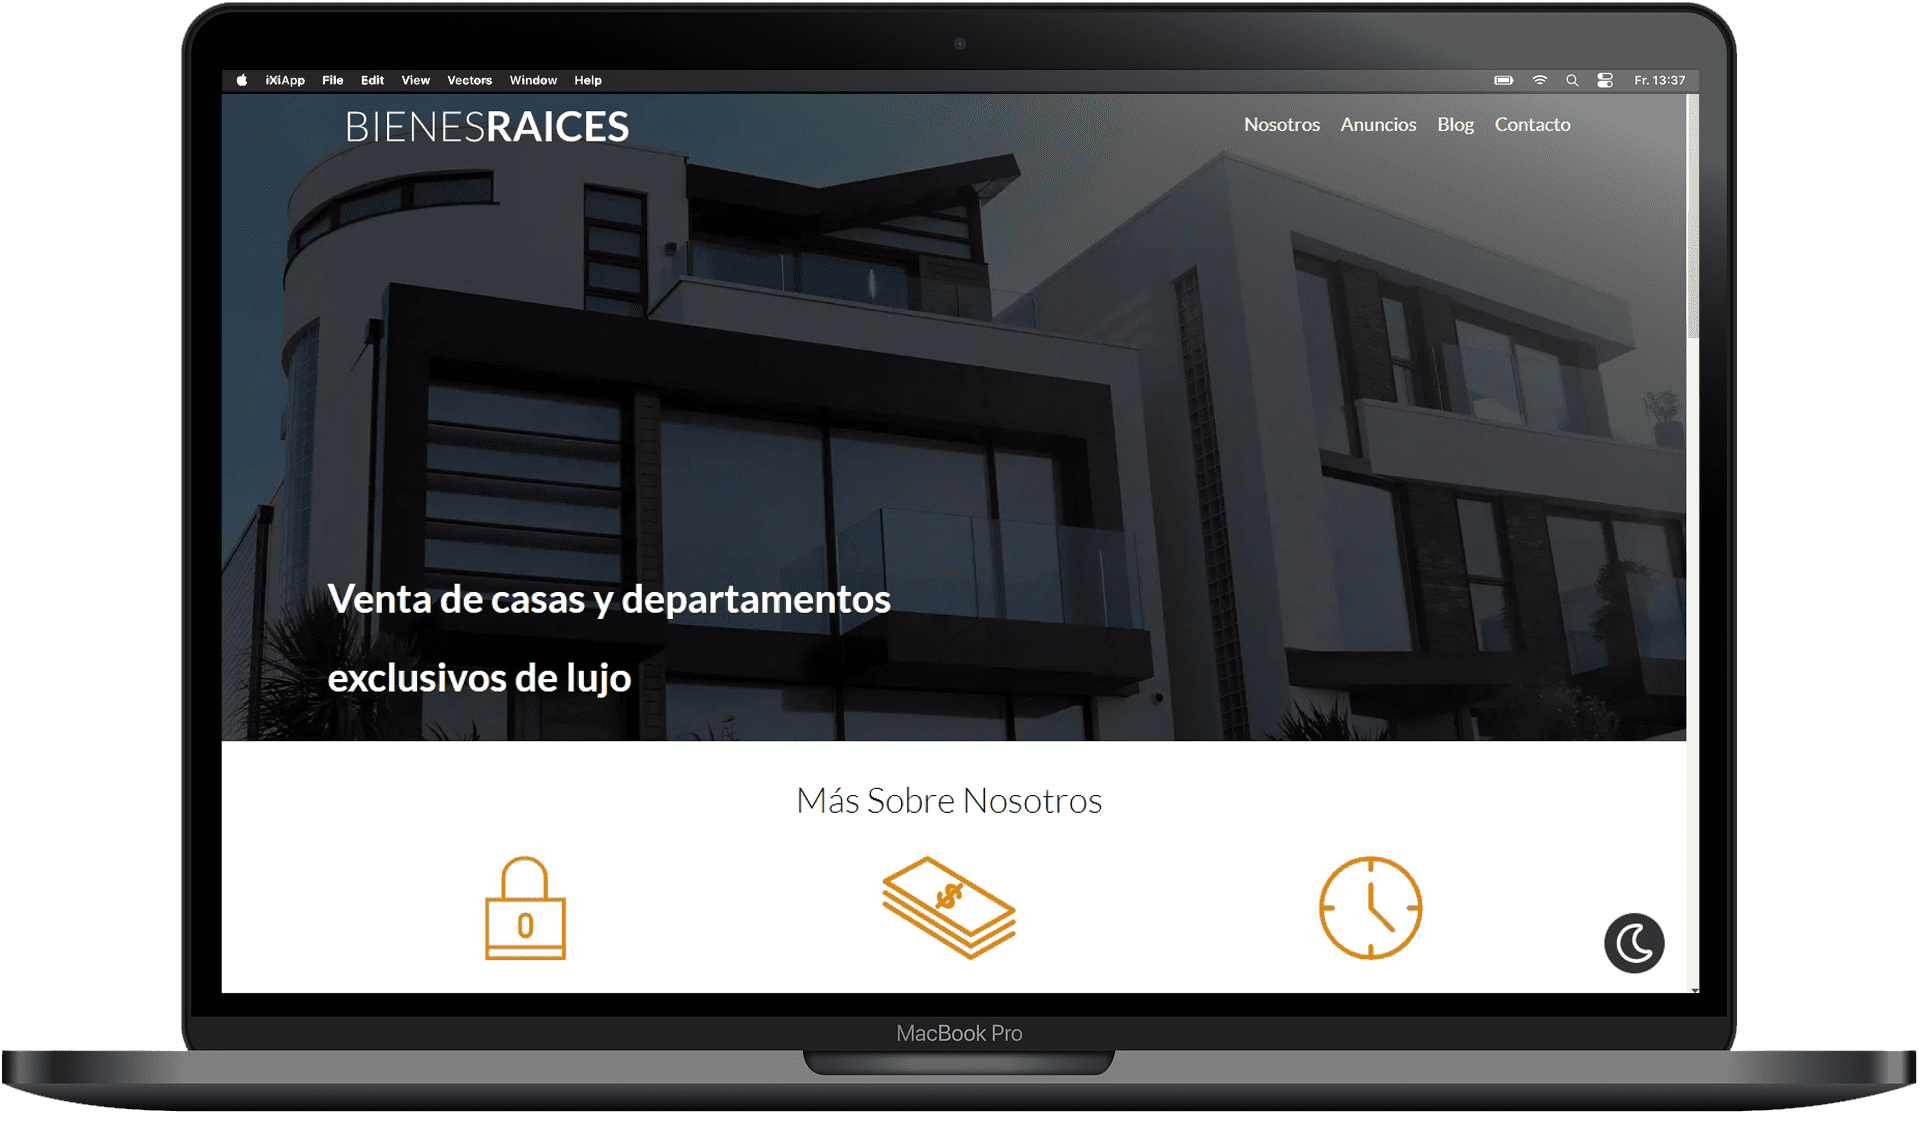 iXiApp File Edit View Vectors Window Help Fr. 13:37
BIENESRAICES
Nosotros Anuncios Blog Contacto
Venta de casas y departamentos
exclusivos de lujo
Más Sobre Nosotros
$
0
MacBook Pro